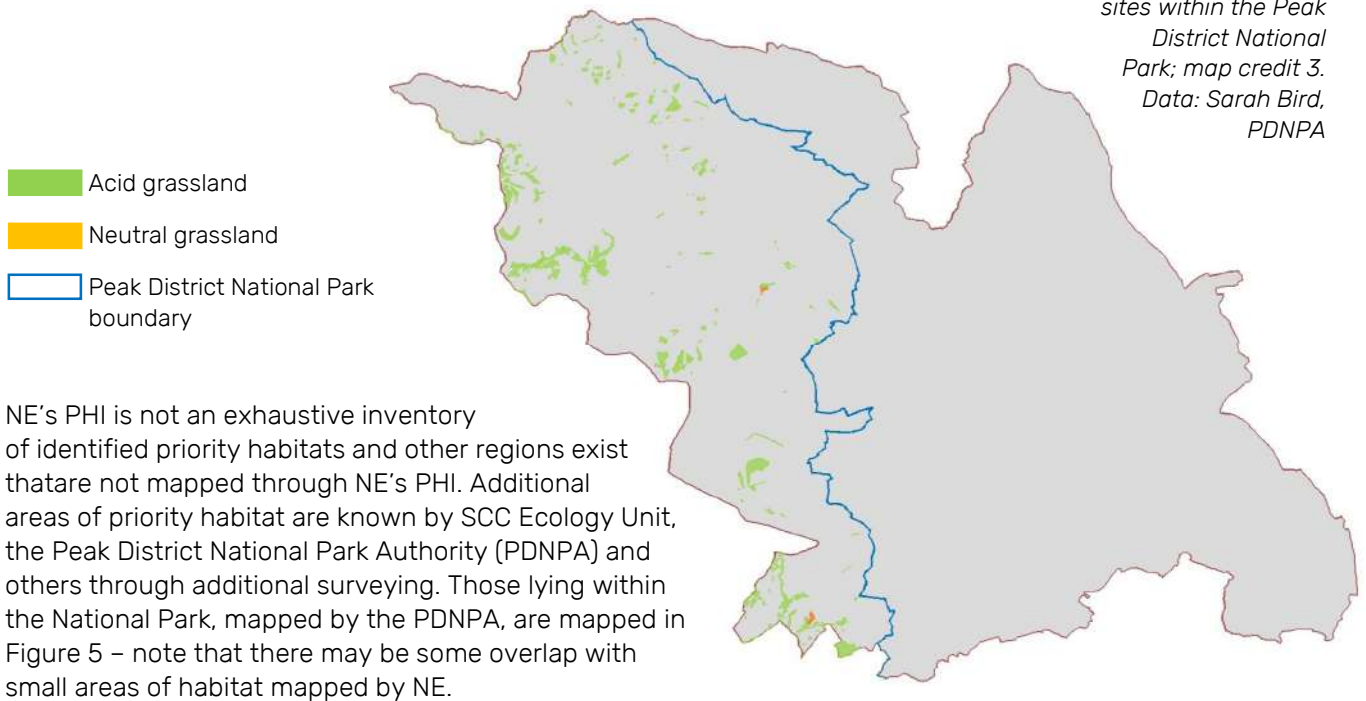 sites within the Peak
District National
Park; map credit 3.
Data: Sarah Bird,
PDNPA
Acid grassland
Neutral grassland
Peak District National Park
boundary
NE's PHI is not an exhaustive inventory
of identified priority habitats and other regions exist
thatare not mapped through NE's PHI. Additional
areas of priority habitat are known by SCC Ecology Unit,
the Peak District National Park Authority (PDNPA) and
others through additional surveying. Those lying within
the National Park, mapped by the PDNPA, are mapped in
Figure 5 – note that there may be some overlap with
small areas of habitat mapped by NE.